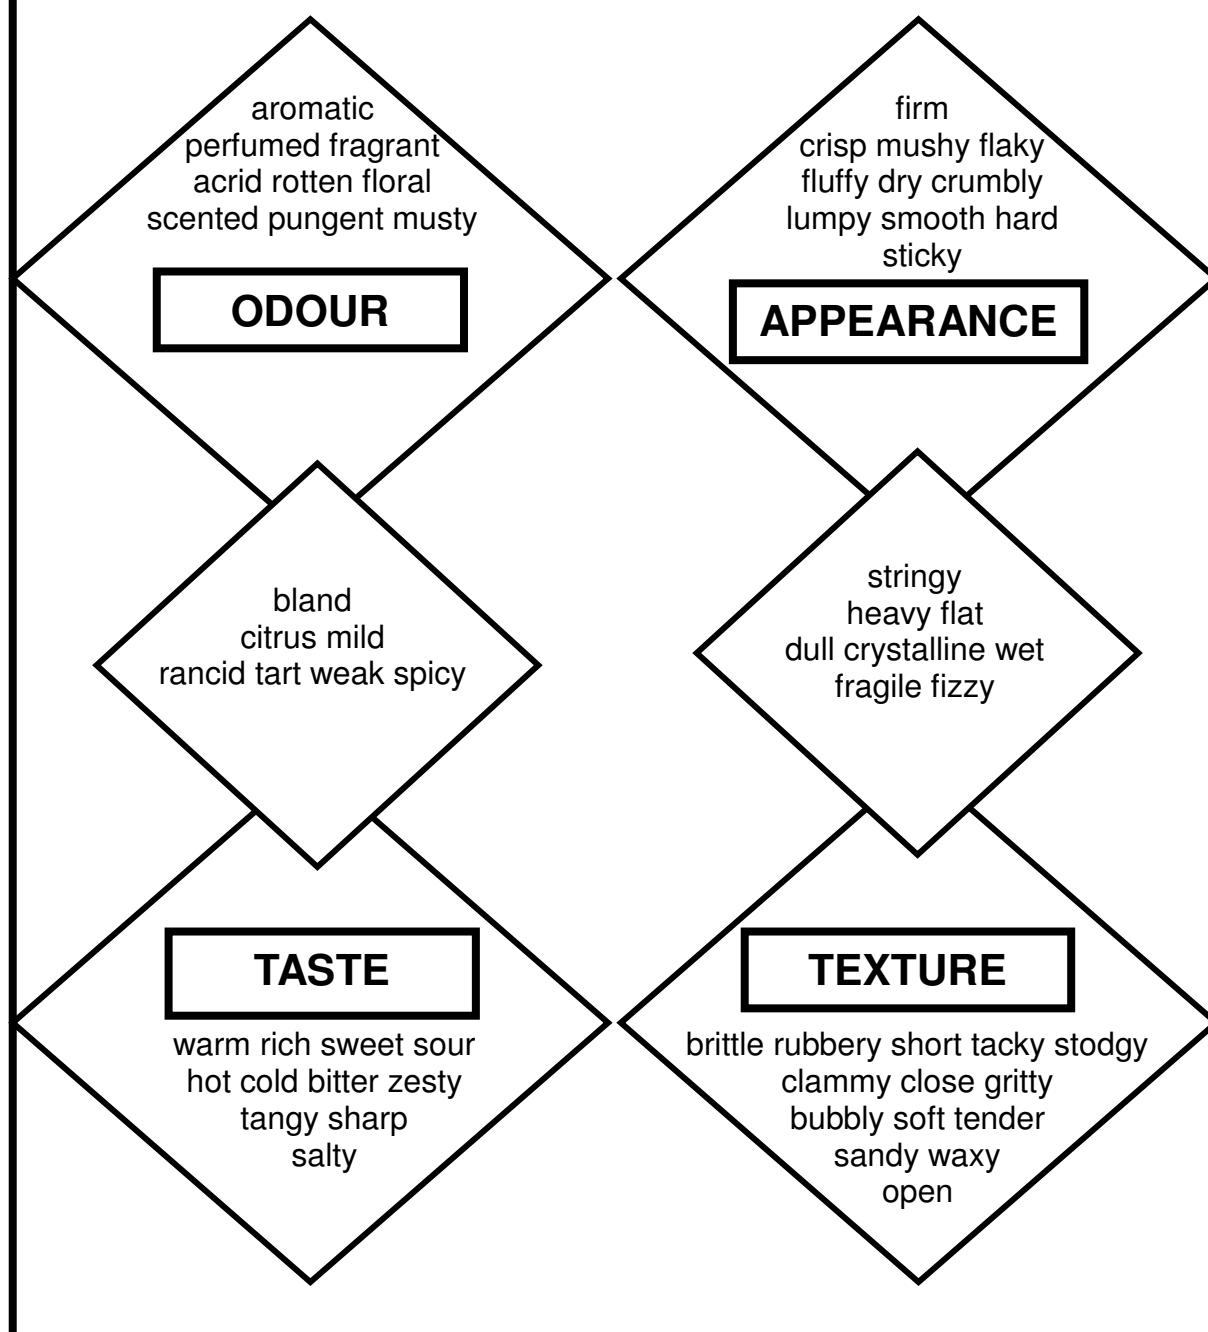 aromatic
perfumed fragrant
acrid rotten floral
scented pungent musty
ODOUR
firm
crisp mushy flaky
fluffy dry crumbly
lumpy smooth hard
sticky
APPEARANCE
bland
citrus mild
rancid tart weak spicy
stringy
heavy flat
dull crystalline wet
fragile fizzy
TASTE
warm rich sweet sour
hot cold bitter zesty
tangy sharp
salty
TEXTURE
brittle rubbery short tacky stodgy
clammy close gritty
bubbly soft tender
sandy waxy
open